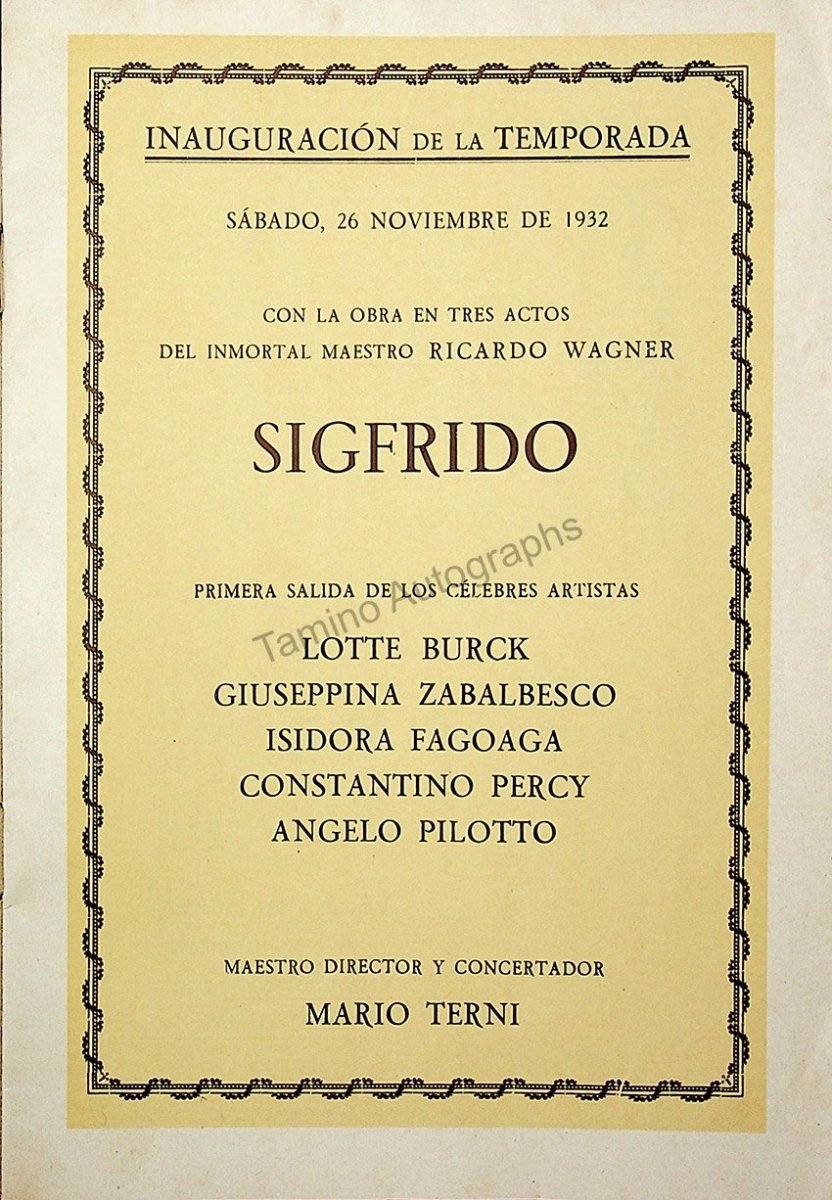 INAUGURACIÓN DE LA TEMPORADA
SÁBADO, 26 NOVIEMBRE DE 1932
CON LA OBRA EN TRES ACTOS
DEL INMORTAL MAESTRO RICARDO WAGNER
SIGFRIDO
PRIMERA SALIDA DE LOS CÉLEBRES ARTISTAS
Tamino Autographs
LOTTE BURCK
GIUSEPPINA ZABALBESCO
ISIDORA FAGOAGA
CONSTANTINO PERCY
ANGELO PILOTTO
MAESTRO DIRECTOR Y CONCERTADOR
MARIO TERNI